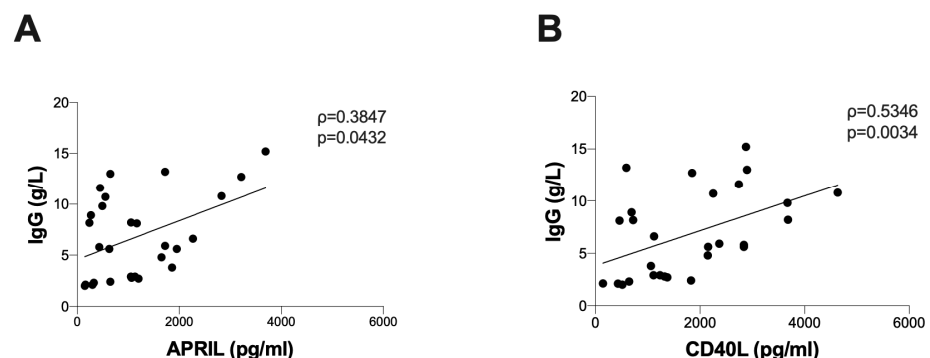 A
B
ρ=0.3847
p=0.0432
20
15
10
5
0
IgG (g/L)
0
2000
4000
6000
APRIL (pg/ml)
ρ=0.5346
p=0.0034
20
15
10
5
0
IgG (g/L)
0
2000
4000
6000
CD40L (pg/ml)